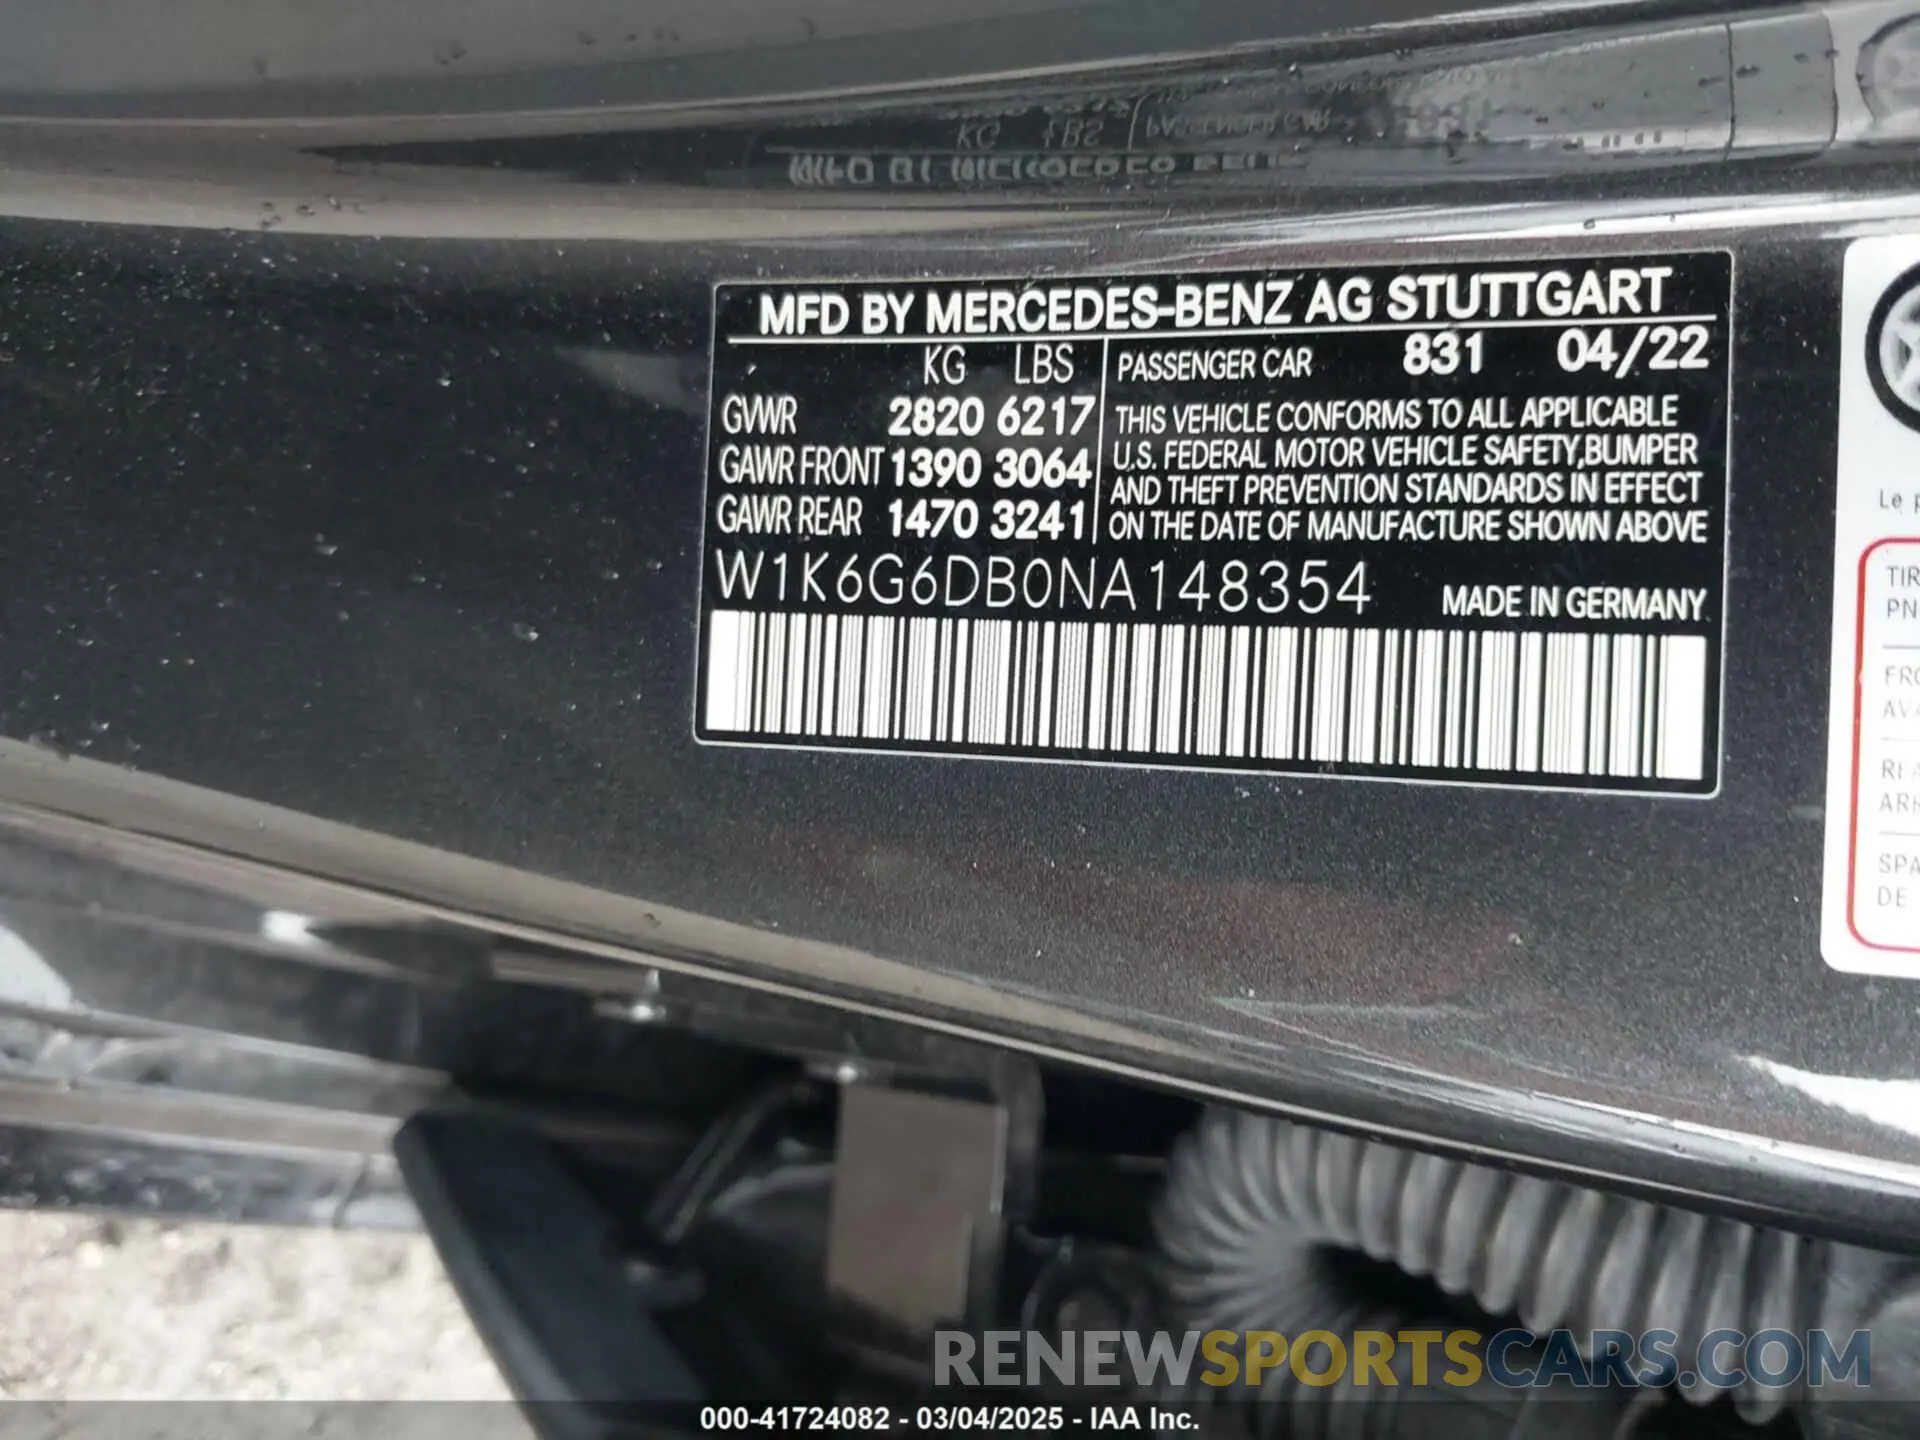 MFD BY MERCEDES-BENZ AG STUTTGART
KG LBS PASSENGER CAR 831 04/22
GVWR 2820 6217 THIS VEHICLE CONFORMS TO ALL APPLICABLE
GAWR FRONT 1390 3064 U.S. FEDERAL MOTOR VEHICLE SAFETY,BUMPER
AND THEFT PREVENTION STANDARDS IN EFFECT
GAWR REAR 1470 3241 ON THE DATE OF MANUFACTURE SHOWN ABOVE
W1K6G6DB0NA148354 MADE IN GERMANY
Le
DE
RENEWSPORTSCARS.COM
000-41724082 - 03/04/2025 - IAA Inc.